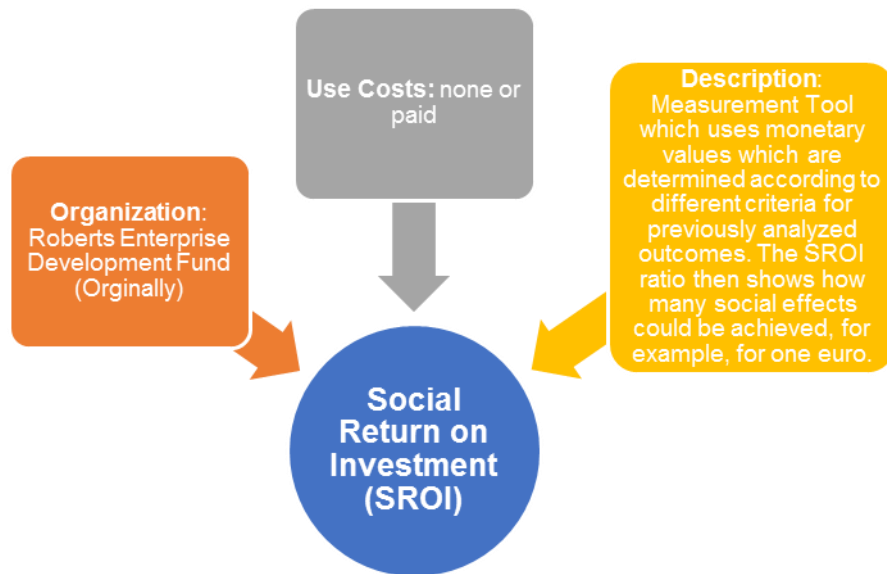 Use Costs: none or
paid
Description:
Measurement Tool
which uses monetary
values which are
determined according to
different criteria for
previously analyzed
outcomes. The SROI
ratio then shows how
many social effects
could be achieved, for
example, for one euro.
Organization:
Roberts Enterprise
Development Fund
(Orginally)
Social
Return on
Investment
(SROI)